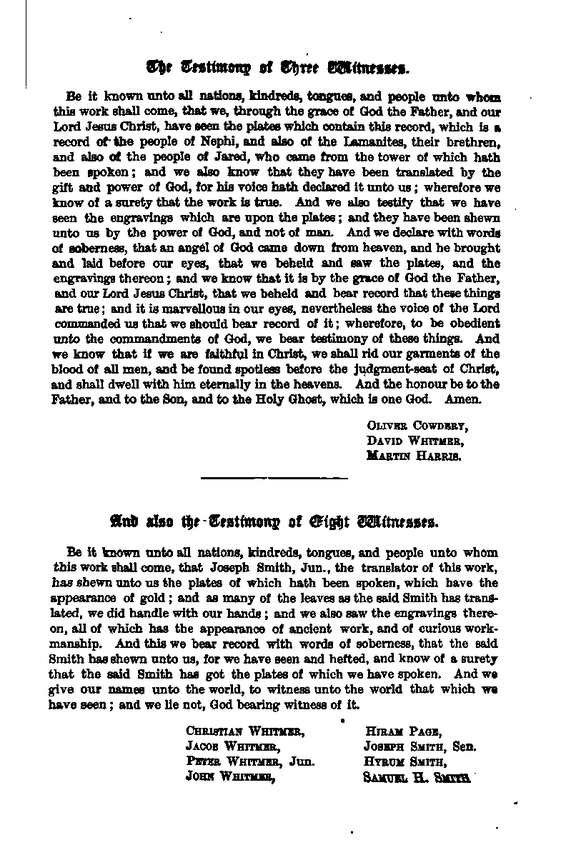 The Testimony of Three Witnesses.
Be it known unto all nations, kindreds, tongues, and people unto whom
this work shall come, that we, through the grace of God the Father, and our
Lord Jesus Christ, have seen the plates which contain this record, which is a
record of the people of Nephi, and also of the Lamanites, their brethren,
and also of the people of Jared, who came from the tower of which hath
been spoken; and we also know that they have been translated by the
gift and power of God, for his voice hath declared it unto us; wherefore we
know of a surety that the work is true. And we also testify that we have
seen the engravings which are upon the plates; and they have been shewn
unto us by the power of God, and not of man. And we declare with words
of soberness, that an angel of God came down from heaven, and he brought
and laid before our eyes, that we beheld and saw the plates, and the
engravings thereon; and we know that it is by the grace of God the Father,
and our Lord Jesus Christ, that we beheld and bear record that these things
are true; and it is marvellous in our eyes, nevertheless the voice of the Lord
commanded us that we should bear record of it; wherefore, to be obedient
unto the commandments of God, we bear testimony of these things. And
we know that if we are faithful in Christ, we shall rid our garments of the
blood of all men, and be found spotless before the judgment-seat of Christ,
and shall dwell with him eternally in the heavens. And the honour be to the
Father, and to the Son, and to the Holy Ghost, which is one God. Amen.
Oliver Cowdery,
David Whitmer,
Martin Harris.
And also the Testimony of Eight Witnesses.
Be it known unto all nations, kindreds, tongues, and people unto whom
this work shall come, that Joseph Smith, Jun., the translator of this work,
has shewn unto us the plates of which hath been spoken, which have the
appearance of gold; and as many of the leaves as the said Smith has trans-
lated, we did handle with our hands; and we also saw the engravings there-
on, all of which has the appearance of ancient work, and of curious work-
manship. And this we bear record with words of soberness, that the said
Smith has shewn unto us, for we have seen and hefted, and know of a surety
that the said Smith has got the plates of which we have spoken. And we
give our names unto the world, to witness unto the world that which we
have seen; and we lie not, God bearing witness of it.
Christian Whitmer,
Jacob Whitmer,
Peter Whitmer, Jun.
John Whitmer,
Hiram Page,
Joseph Smith, Sen.
Hyrum Smith,
Samuel H. Smith